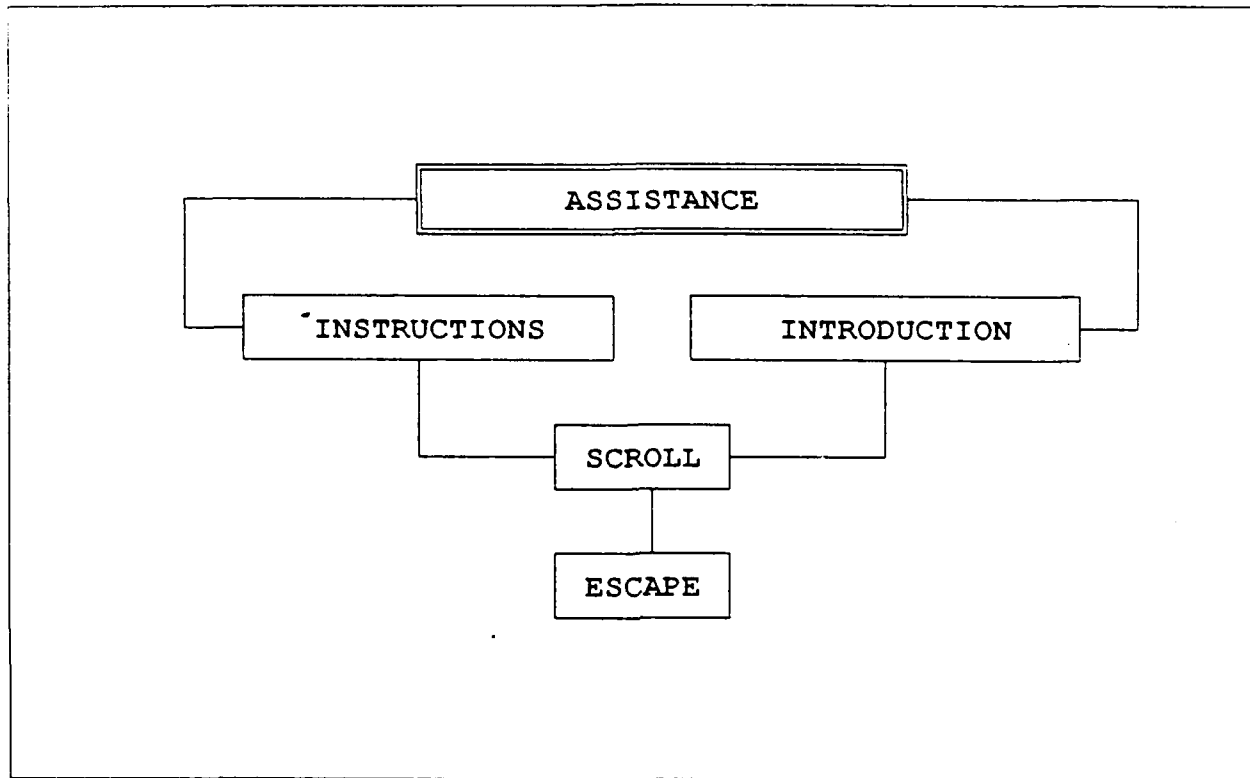 ASSISTANCE
INSTRUCTIONS
INTRODUCTION
SCROLL
ESCAPE